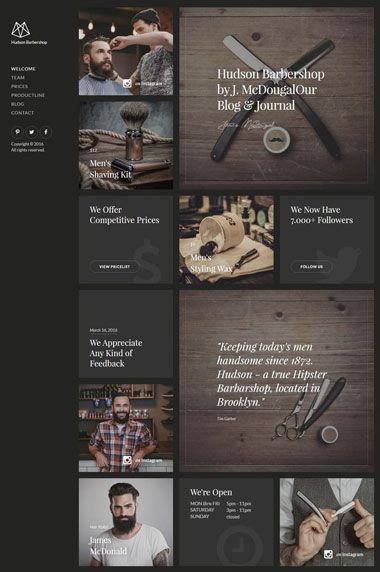 Hudson Barbershop
WELCOME
TEAM
PRICES
PRODUCTLINE
BLOG
CONTACT
Copyright © 2016
All rights reserved.
on Instagram
Hudson Barbershop
by J. McDougalOur
Blog & Journal
$12
Men's
Shaving Kit
We Offer
Competitive Prices
VIEW PRICELIST
Men's
Styling Wax
We Now Have
7.000+ Followers
FOLLOW US
March 16, 2016
We Appreciate
Any Kind of
Feedback
"Keeping today's men
handsome since 1872.
Hudson - a true Hipster
Barbarshop, located in
Brooklyn."
Tim Gerber
on Instagram
Hair Stylist
James
McDonald
We're Open
MON thru FRI 5pm - 11pm
SATURDAY 3pm - 11pm
SUNDAY closed
on Instagram